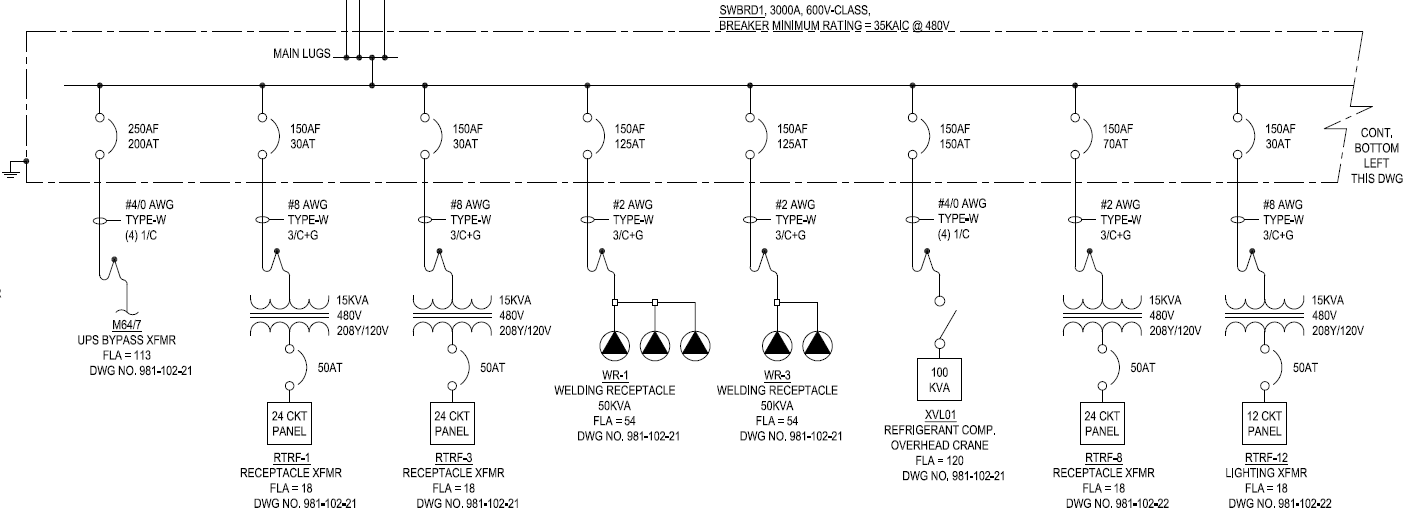 SWBRD1, 3000A, 600V-CLASS,
BREAKER MINIMUM RATING = 35KAIC @ 480V
MAIN LUGS
250AF
200AT
150AF
30AT
150AF
30AT
150AF
125AT
150AF
125AT
150AF
150AT
150AF
70AT
150AF
30AT
CONT,
BOTTOM
LEFT
THIS DWG
#4/0 AWG
TYPE-W
(4) 1/C
#8 AWG
TYPE-W
3/C+G
#8 AWG
TYPE-W
3/C+G
#2 AWG
TYPE-W
3/C+G
#2 AWG
TYPE-W
3/C+G
#4/0 AWG
TYPE-W
(4) 1/C
#2 AWG
TYPE-W
3/C+G
#8 AWG
TYPE-W
3/C+G
M64/7
UPS BYPASS XFMR
FLA = 113
DWG NO. 981-102-21
15KVA
480V
208Y/120V
50AT
24 CKT
PANEL
RTRF-1
RECEPTACLE XFMR
FLA = 18
DWG NO. 981-102-21
15KVA
480V
208Y/120V
50AT
24 CKT
PANEL
RTRF-3
RECEPTACLE XFMR
FLA = 18
DWG NO. 981-102-21
WR-1
WELDING RECEPTACLE
50KVA
FLA = 54
DWG NO. 981-102-21
WR-3
WELDING RECEPTACLE
50KVA
FLA = 54
DWG NO. 981-102-21
100
KVA
XVL01
REFRIGERANT COMP.
OVERHEAD CRANE
FLA = 120
DWG NO. 981-102-21
15KVA
480V
208Y/120V
50AT
24 CKT
PANEL
RTRF-8
RECEPTACLE XFMR
FLA = 18
DWG NO. 981-102-22
15KVA
480V
208Y/120V
50AT
12 CKT
PANEL
RTRF-12
LIGHTING XFMR
FLA = 18
DWG NO. 981-102-22